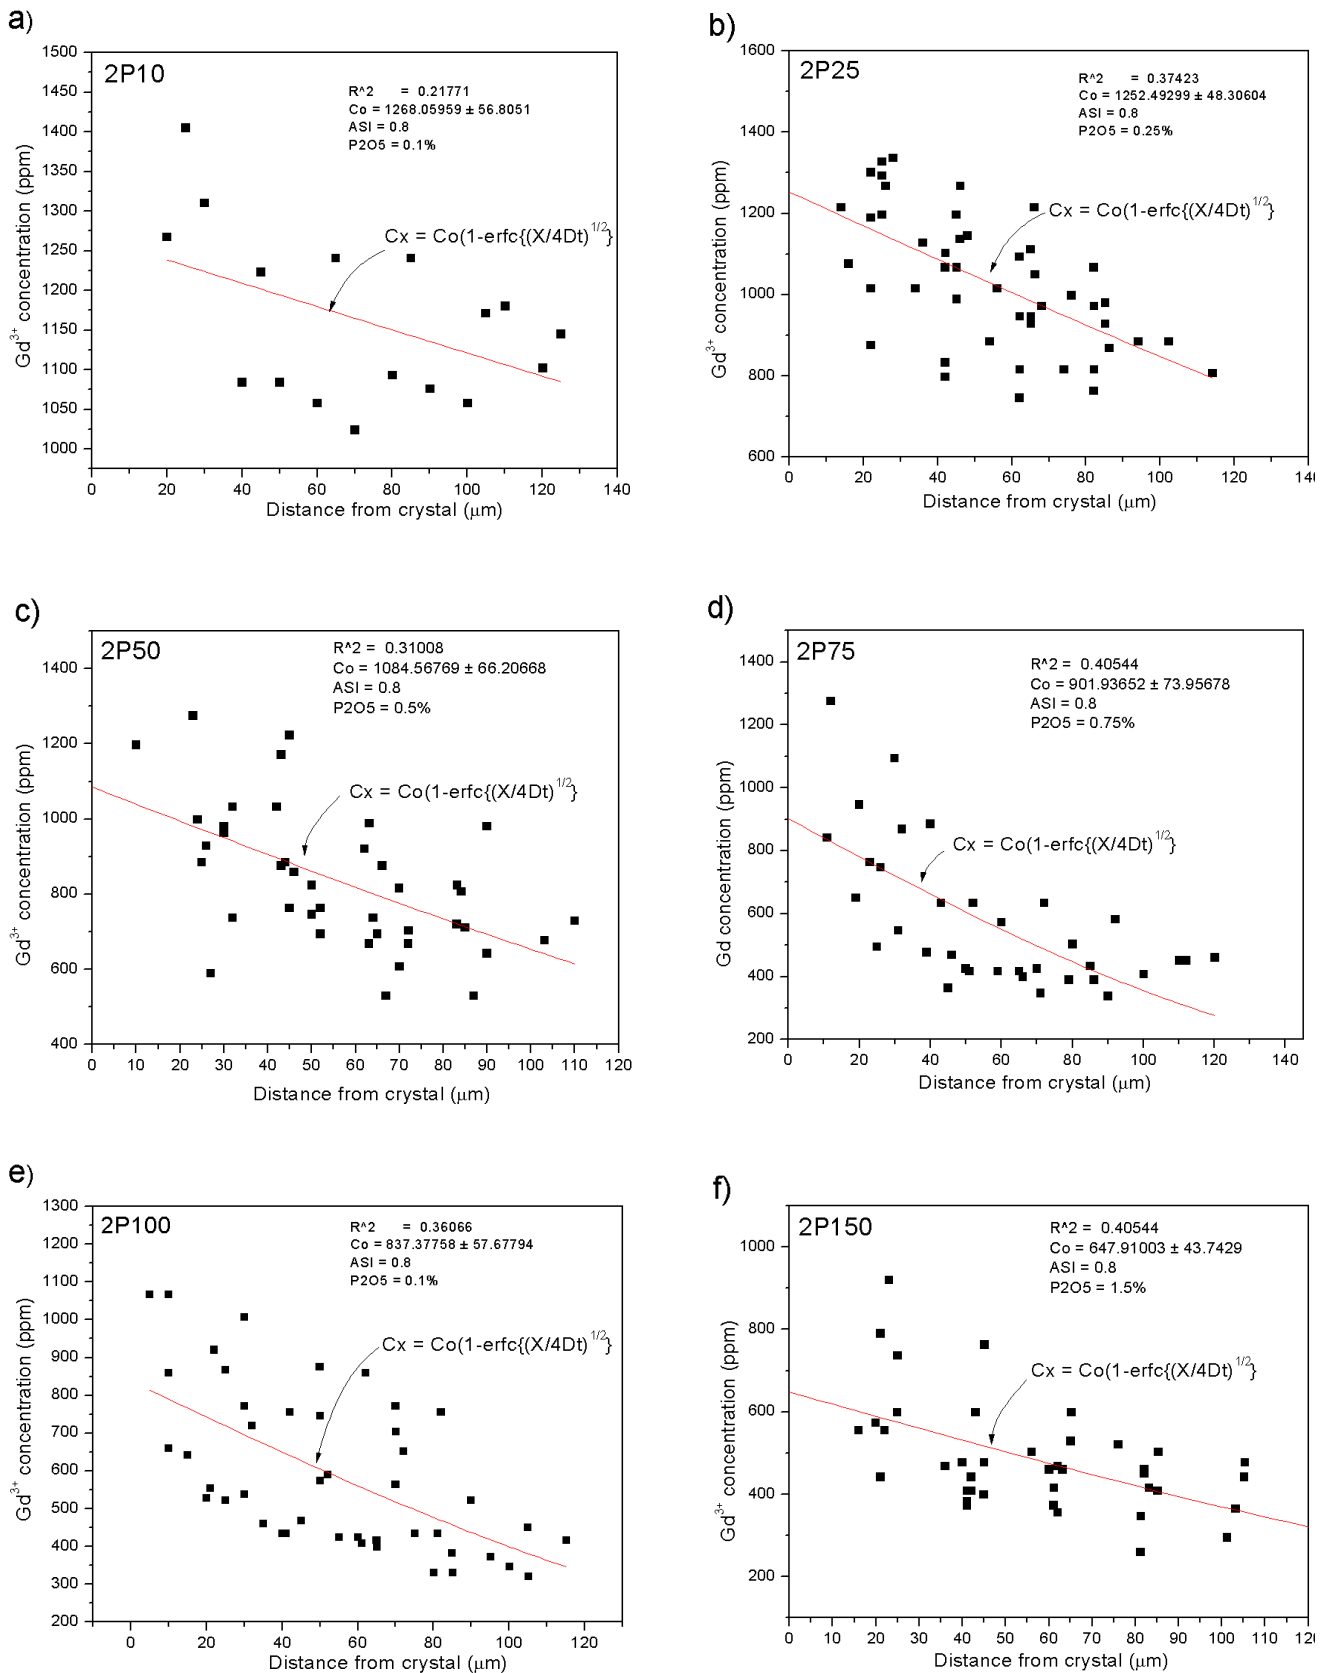 a)
2P10
R^2 = 0.21771
Co = 1268.05959 ± 56.8051
ASI = 0.8
P2O5 = 0.1%
Cx = Co(1-erfc{(X/4Dt)^1/2}
1500
1450
1400
1350
1300
1250
1200
1150
1100
1050
1000
Gd3+ concentration (ppm)
0 20 40 60 80 100 120 140
Distance from crystal (μm)
b)
2P25
R^2 = 0.37423
Co = 1252.49299 ± 48.30604
ASI = 0.8
P2O5 = 0.25%
Cx = Co(1-erfc{(X/4Dt)^1/2}
1600
1400
1200
1000
800
600
Gd3+ concentration (ppm)
0 20 40 60 80 100 120 14
Distance from crystal (μm)
c)
2P50
R^2 = 0.31008
Co = 1084.56769 ± 66.20668
ASI = 0.8
P2O5 = 0.5%
Cx = Co(1-erfc{(X/4Dt)^1/2}
1400
1200
1000
800
600
400
Gd3+ concentration (ppm)
0 10 20 30 40 50 60 70 80 90 100 110 120
Distance from crystal (μm)
d)
2P75
R^2 = 0.40544
Co = 901.93652 ± 73.95678
ASI = 0.8
P2O5 = 0.75%
Cx = Co(1-erfc{(X/4Dt)^1/2}
1400
1200
1000
800
600
400
200
Gd concentration (ppm)
0 20 40 60 80 100 120 140
Distance from crystal (μm)
e)
2P100
R^2 = 0.36066
Co = 837.37758 ± 57.67794
ASI = 0.8
P2O5 = 0.1%
Cx = Co(1-erfc{(X/4Dt)^1/2}
1300
1200
1100
1000
900
800
700
600
500
400
300
200
Gd3+ concentration (ppm)
0 20 40 60 80 100 120
Distance from crystal (μm)
f)
2P150
R^2 = 0.40544
Co = 647.91003 ± 43.7429
ASI = 0.8
P2O5 = 1.5%
Cx = Co(1-erfc{(X/4Dt)^1/2}
1000
800
600
400
200
Gd3+ concentration (ppm)
0 10 20 30 40 50 60 70 80 90 100 110 120
Distance from crystal (μm)